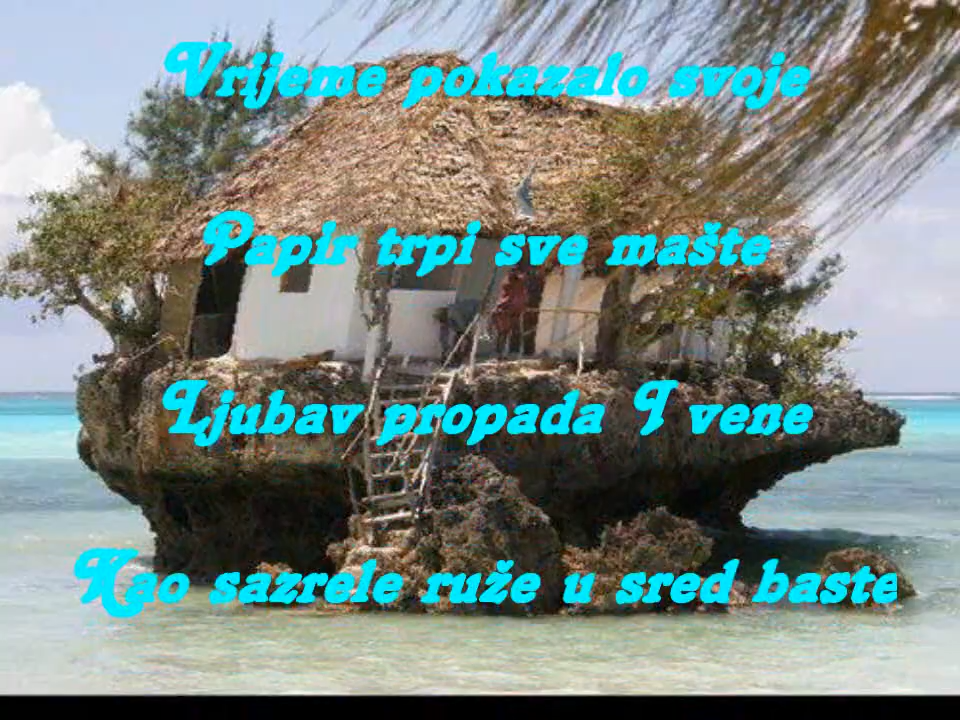 Vrijeme pokazalo svoje
Papir trpi sve mašte
Ljubav propada I vene
Kao sazrele ruže u sred baste